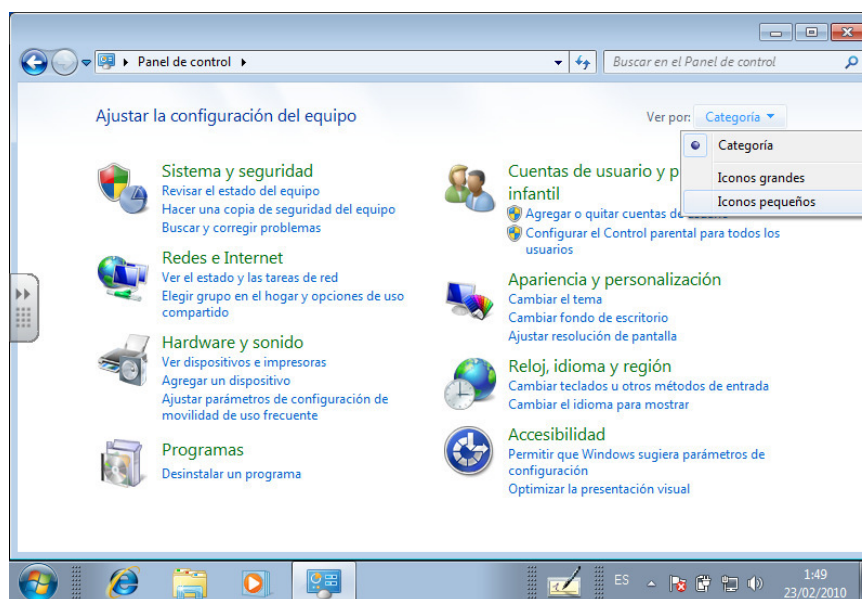 Panel de control
Buscar en el Panel de control
Ajustar la configuración del equipo
Ver por: Categoría
Categoría
Iconos grandes
Iconos pequeños
Sistema y seguridad
Revisar el estado del equipo
Hacer una copia de seguridad del equipo
Buscar y corregir problemas
Redes e Internet
Ver el estado y las tareas de red
Elegir grupo en el hogar y opciones de uso
compartido
Hardware y sonido
Ver dispositivos e impresoras
Agregar un dispositivo
Ajustar parámetros de configuración de
movilidad de uso frecuente
Programas
Desinstalar un programa
Cuentas de usuario y p
infantil
Agregar o quitar cuentas de
Configurar el Control parental para todos los
usuarios
Apariencia y personalización
Cambiar el tema
Cambiar fondo de escritorio
Ajustar resolución de pantalla
Reloj, idioma y región
Cambiar teclados u otros métodos de entrada
Cambiar el idioma para mostrar
Accesibilidad
Permitir que Windows sugiera parámetros de
configuración
Optimizar la presentación visual
ES
1:49
23/02/2010